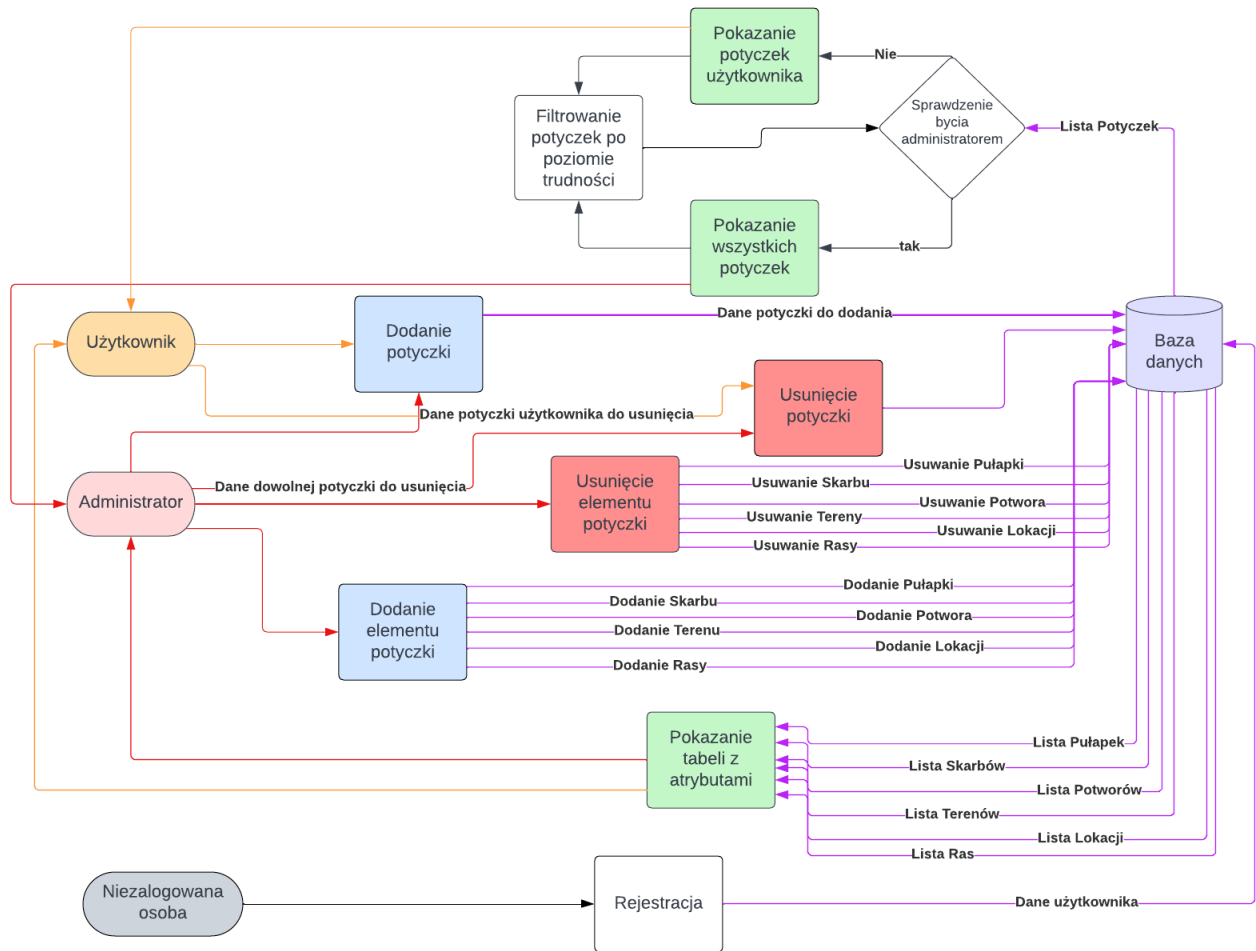 Pokazanie
potyczek
użytkownika
Nie
Filtrowanie
potyczek po
poziomie
trudności
Sprawdzenie
bycia
administratorem
Lista Potyczek
Pokazanie
wszystkich
potyczek
tak
Użytkownik
Dodanie
potyczki
Dane potyczki do dodania
Baza
danych
Usunięcie
potyczki
Dane potyczki użytkownika do usunięcia
Administrator
Dane dowolnej potyczki do usunięcia
Usunięcie
elementu
potyczki
Usuwanie Pułapki
Usuwanie Skarbu
Usuwanie Potwora
Usuwanie Tereny
Usuwanie Lokacji
Usuwanie Rasy
Dodanie
elementu
potyczki
Dodanie Pułapki
Dodanie Skarbu
Dodanie Potwora
Dodanie Terenu
Dodanie Lokacji
Dodanie Rasy
Pokazanie
tabeli z
atrybutami
Lista Pułapek
Lista Skarbów
Lista Potworów
Lista Terenów
Lista Lokacji
Lista Ras
Niezalogowana
osoba
Rejestracja
Dane użytkownika